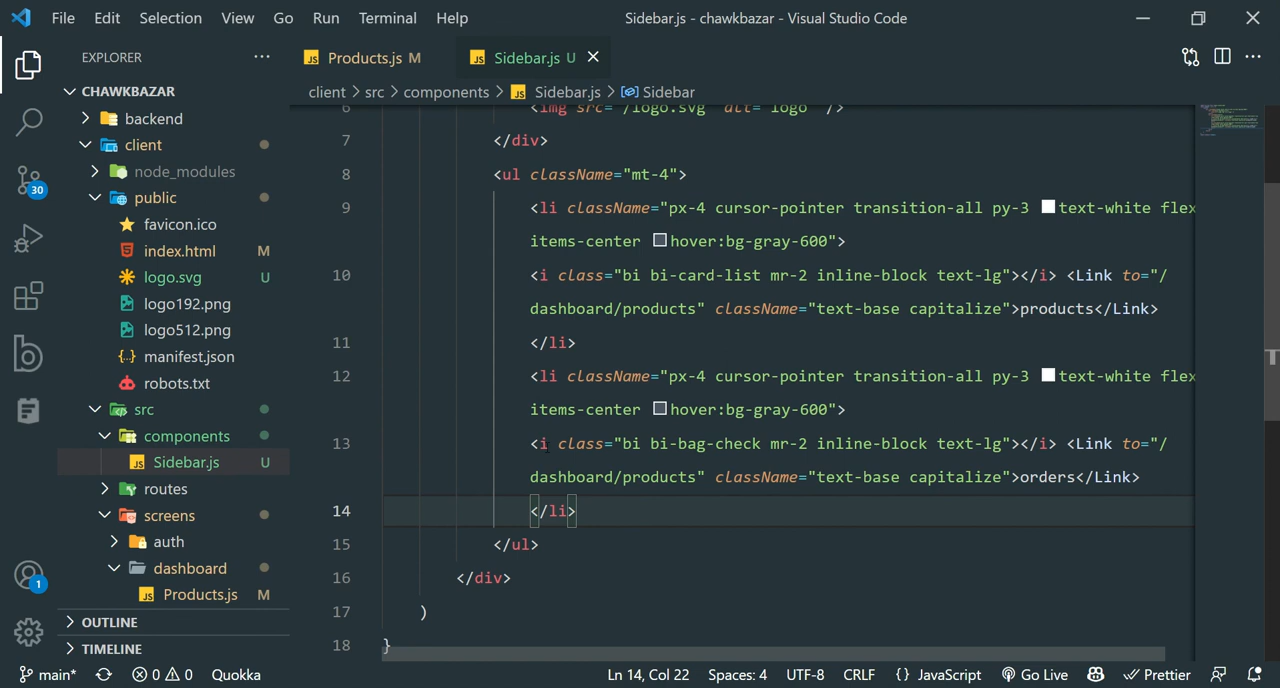 File Edit Selection View Go Run Terminal Help Sidebar.js - chawkbazar - Visual Studio Code
EXPLORER
CHAWKBAZAR
backend
client
node_modules
public
favicon.ico
index.html M
logo.svg U
logo192.png
logo512.png
manifest.json
robots.txt
src
components
Sidebar.js U
routes
screens
auth
dashboard
Products.js M
OUTLINE
TIMELINE
30
1
Products.js M Sidebar.js U
client > src > components > Sidebar.js > Sidebar
6 <img src="/logo.svg" alt="logo" />
7 </div>
8 <ul className="mt-4">
9 <li className="px-4 cursor-pointer transition-all py-3 text-white flex
items-center hover:bg-gray-600">
10 <i class="bi bi-card-list mr-2 inline-block text-lg"></i> <Link to="/
dashboard/products" className="text-base capitalize">products</Link>
11 </li>
12 <li className="px-4 cursor-pointer transition-all py-3 text-white flex
items-center hover:bg-gray-600">
13 <i class="bi bi-bag-check mr-2 inline-block text-lg"></i> <Link to="/
dashboard/products" className="text-base capitalize">orders</Link>
14 </li>
15 </ul>
16 </div>
17 )
18 }
main* 0 0 Quokka Ln 14, Col 22 Spaces: 4 UTF-8 CRLF {} JavaScript Go Live Prettier